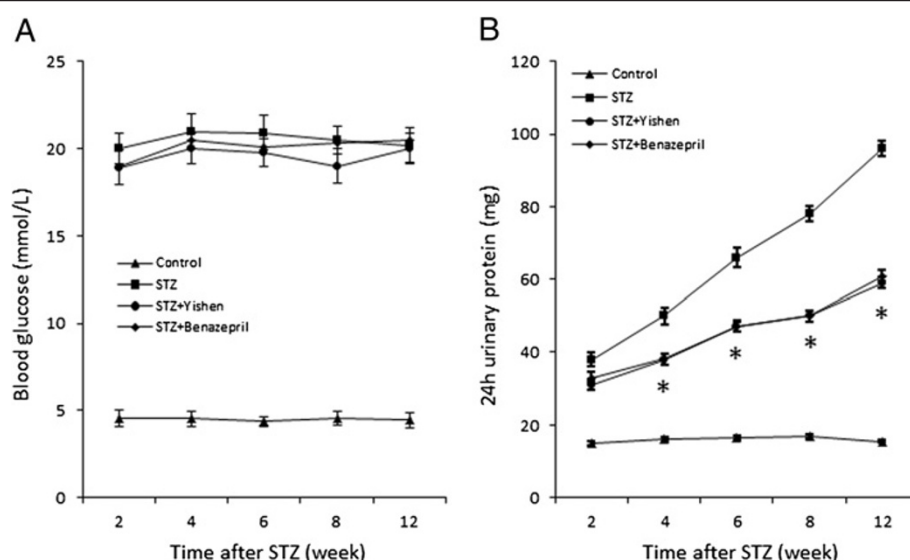 A
25
20
15
10
5
0
Blood glucose (mmol/L)
Control
STZ
STZ+Yishen
STZ+Benazepril
2 4 6 8 12
Time after STZ (week)
B
120
100
80
60
40
20
0
24h urinary protein (mg)
Control
STZ
STZ+Yishen
STZ+Benazepril
* * * *
2 4 6 8 12
Time after STZ (week)